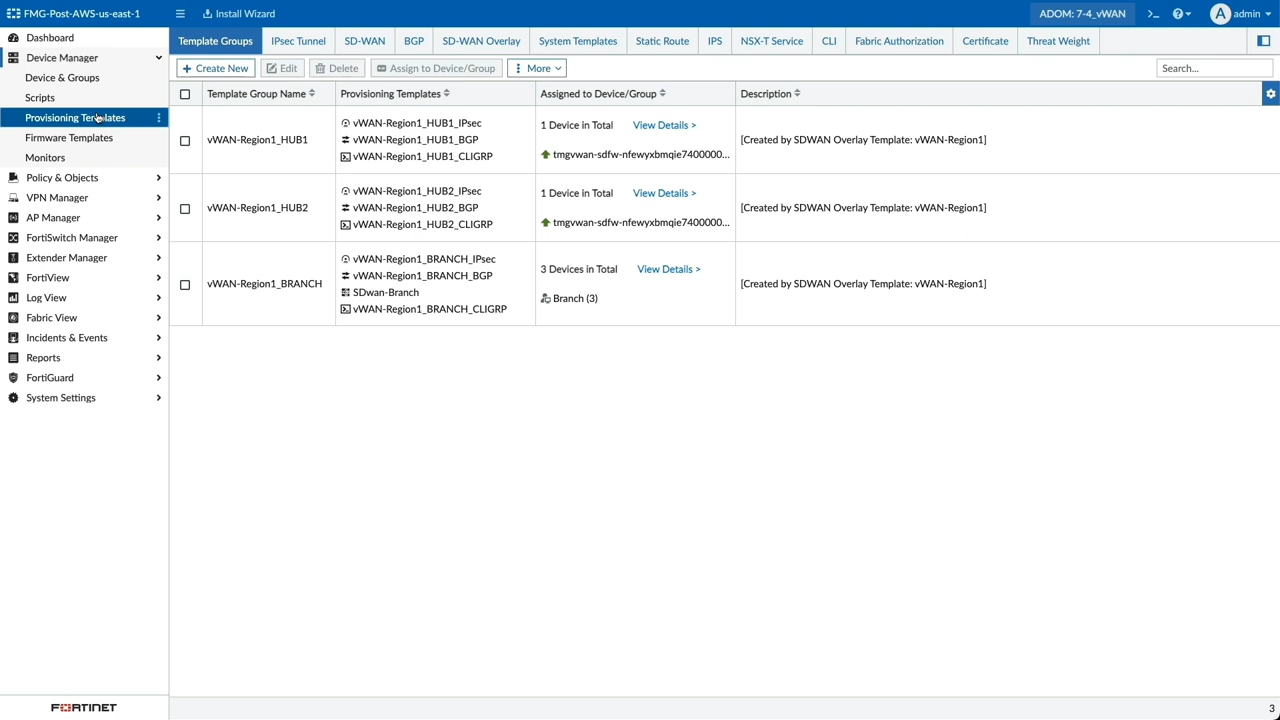 FMG-Post-AWS-us-east-1
Install Wizard
ADOM: 7-4_vWAN
A
admin
Dashboard
Device Manager
Device & Groups
Scripts
Provisioning Templates
Firmware Templates
Monitors
Policy & Objects
VPN Manager
AP Manager
FortiSwitch Manager
Extender Manager
FortiView
Log View
Fabric View
Incidents & Events
Reports
FortiGuard
System Settings
FORTINET
Template Groups IPsec Tunnel SD-WAN BGP SD-WAN Overlay System Templates Static Route IPS NSX-T Service CLI Fabric Authorization Certificate Threat Weight
+ Create New Edit Delete Assign to Device/Group More Search...
Template Group Name Provisioning Templates Assigned to Device/Group Description
vWAN-Region1_HUB1
vWAN-Region1_HUB1_IPsec
vWAN-Region1_HUB1_BGP
vWAN-Region1_HUB1_CLIGRP
1 Device in Total View Details >
tmgvwan-sdfw-nfewyxbmqie7400000...
[Created by SDWAN Overlay Template: vWAN-Region1]
vWAN-Region1_HUB2
vWAN-Region1_HUB2_IPsec
vWAN-Region1_HUB2_BGP
vWAN-Region1_HUB2_CLIGRP
1 Device in Total View Details >
tmgvwan-sdfw-nfewyxbmqie7400000...
[Created by SDWAN Overlay Template: vWAN-Region1]
vWAN-Region1_BRANCH
vWAN-Region1_BRANCH_IPsec
vWAN-Region1_BRANCH_BGP
SDwan-Branch
vWAN-Region1_BRANCH_CLIGRP
3 Devices in Total View Details >
Branch (3)
[Created by SDWAN Overlay Template: vWAN-Region1]
3